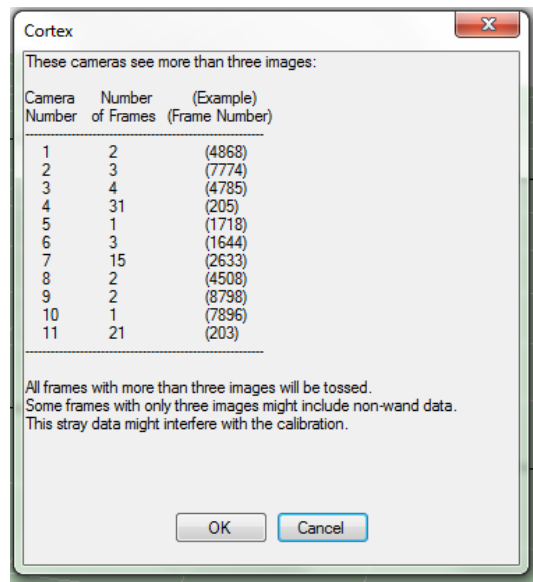 Cortex
These cameras see more than three images:
Camera Number (Example)
Number of Frames (Frame Number)
----------------------------------------------------------------
1 2 (4868)
2 3 (7774)
3 4 (4785)
4 31 (205)
5 1 (1718)
6 3 (1644)
7 15 (2633)
8 2 (4508)
9 2 (8798)
10 1 (7896)
11 21 (203)
----------------------------------------------------------------
All frames with more than three images will be tossed.
Some frames with only three images might include non-wand data.
This stray data might interfere with the calibration.
OK Cancel